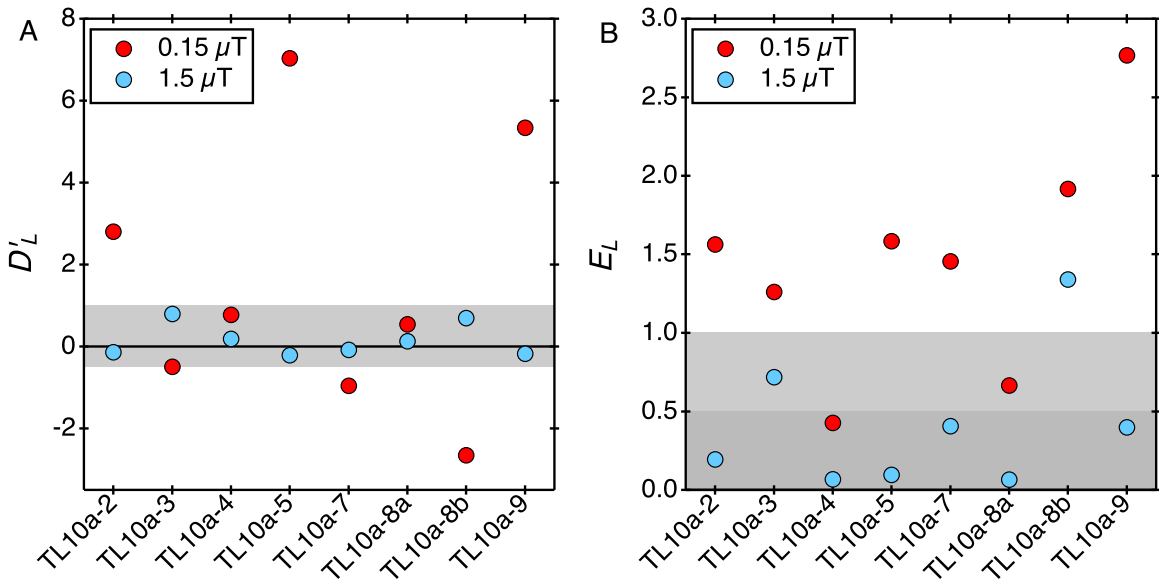 A
8
6
4
2
0
-2
D'L
0.15 µT
1.5 µT
TL10a-2
TL10a-3
TL10a-4
TL10a-5
TL10a-7
TL10a-8a
TL10a-8b
TL10a-9
B
3.0
2.5
2.0
1.5
1.0
0.5
0.0
EL
0.15 µT
1.5 µT
TL10a-2
TL10a-3
TL10a-4
TL10a-5
TL10a-7
TL10a-8a
TL10a-8b
TL10a-9